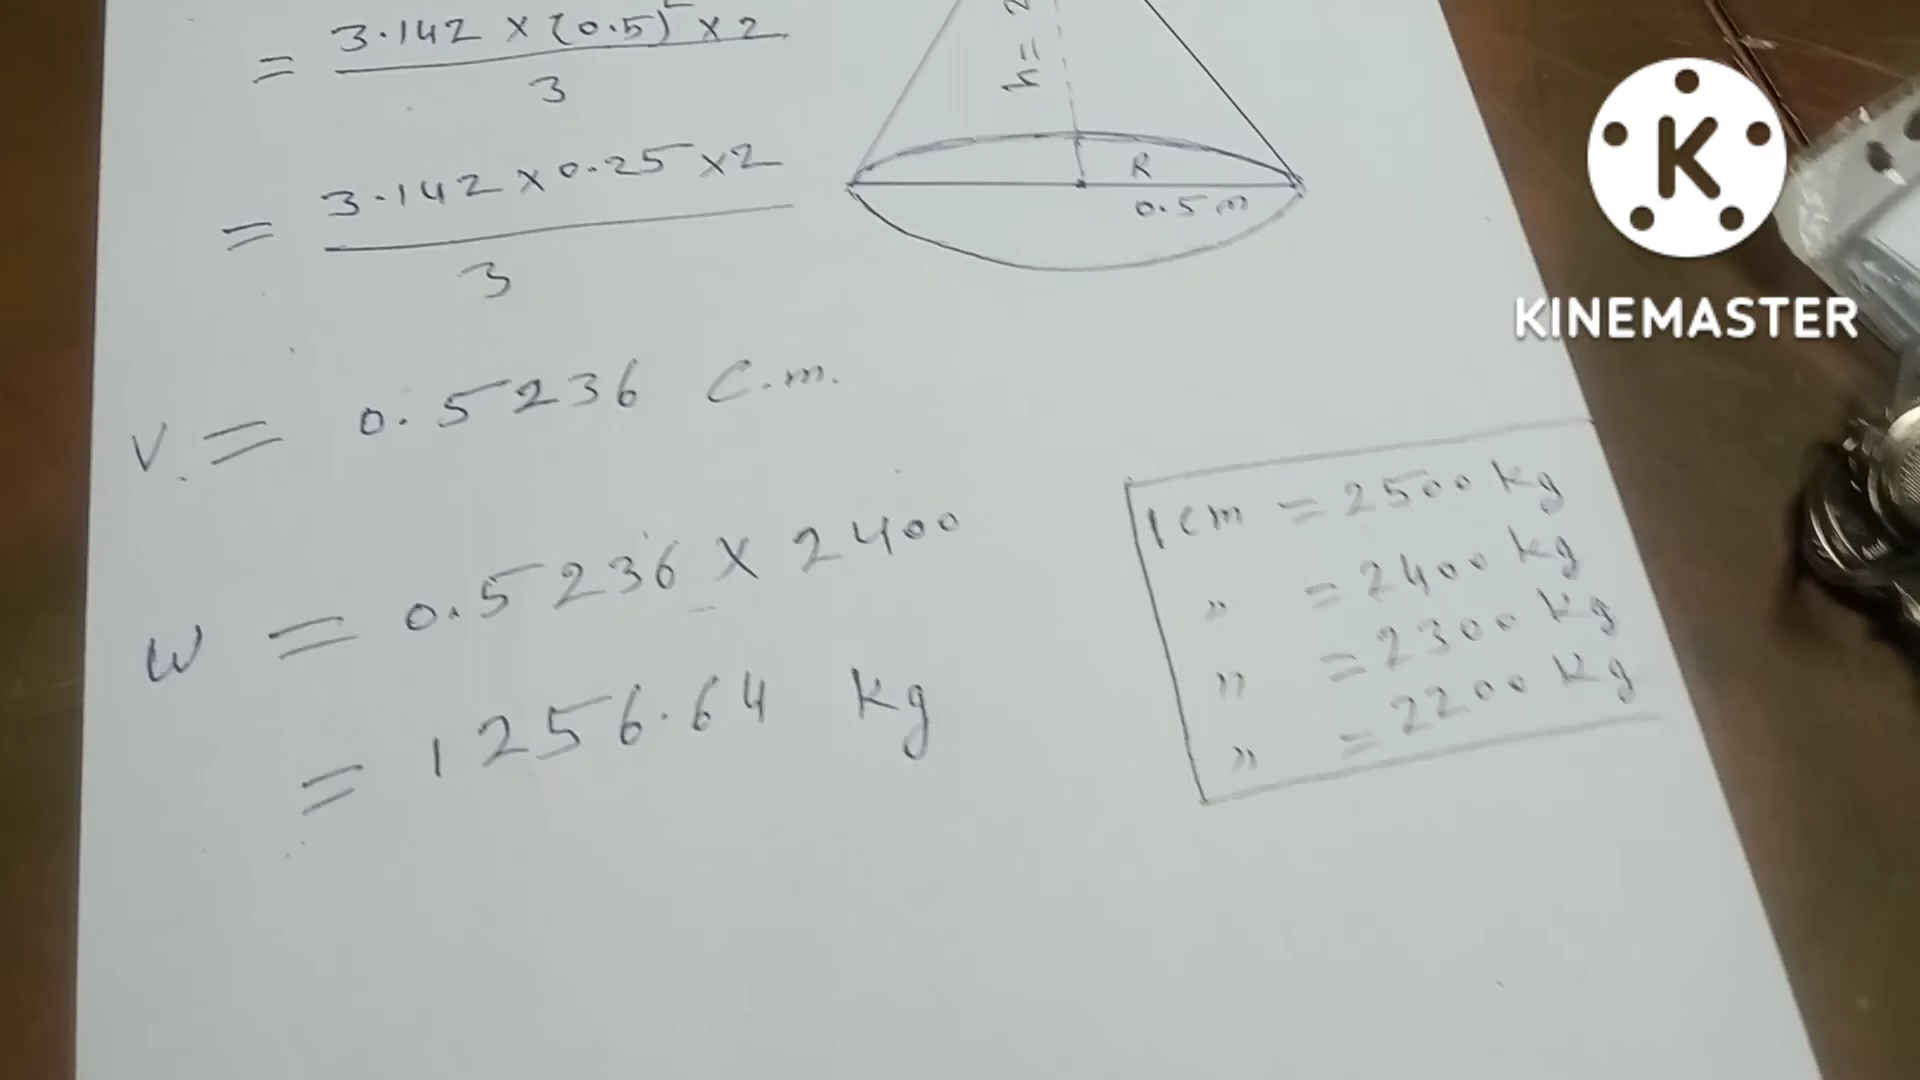 = 3.142 × (0.5)² × 2
3
= 3.142 × 0.25 × 2
3
h = 2
R
0.5 m
V = 0.5236 C.m.
W = 0.5236 × 2400
= 1256.64 kg
1 cm = 2500 kg
" = 2400 kg
" = 2300 kg
" = 2200 kg
K
KINEMASTER